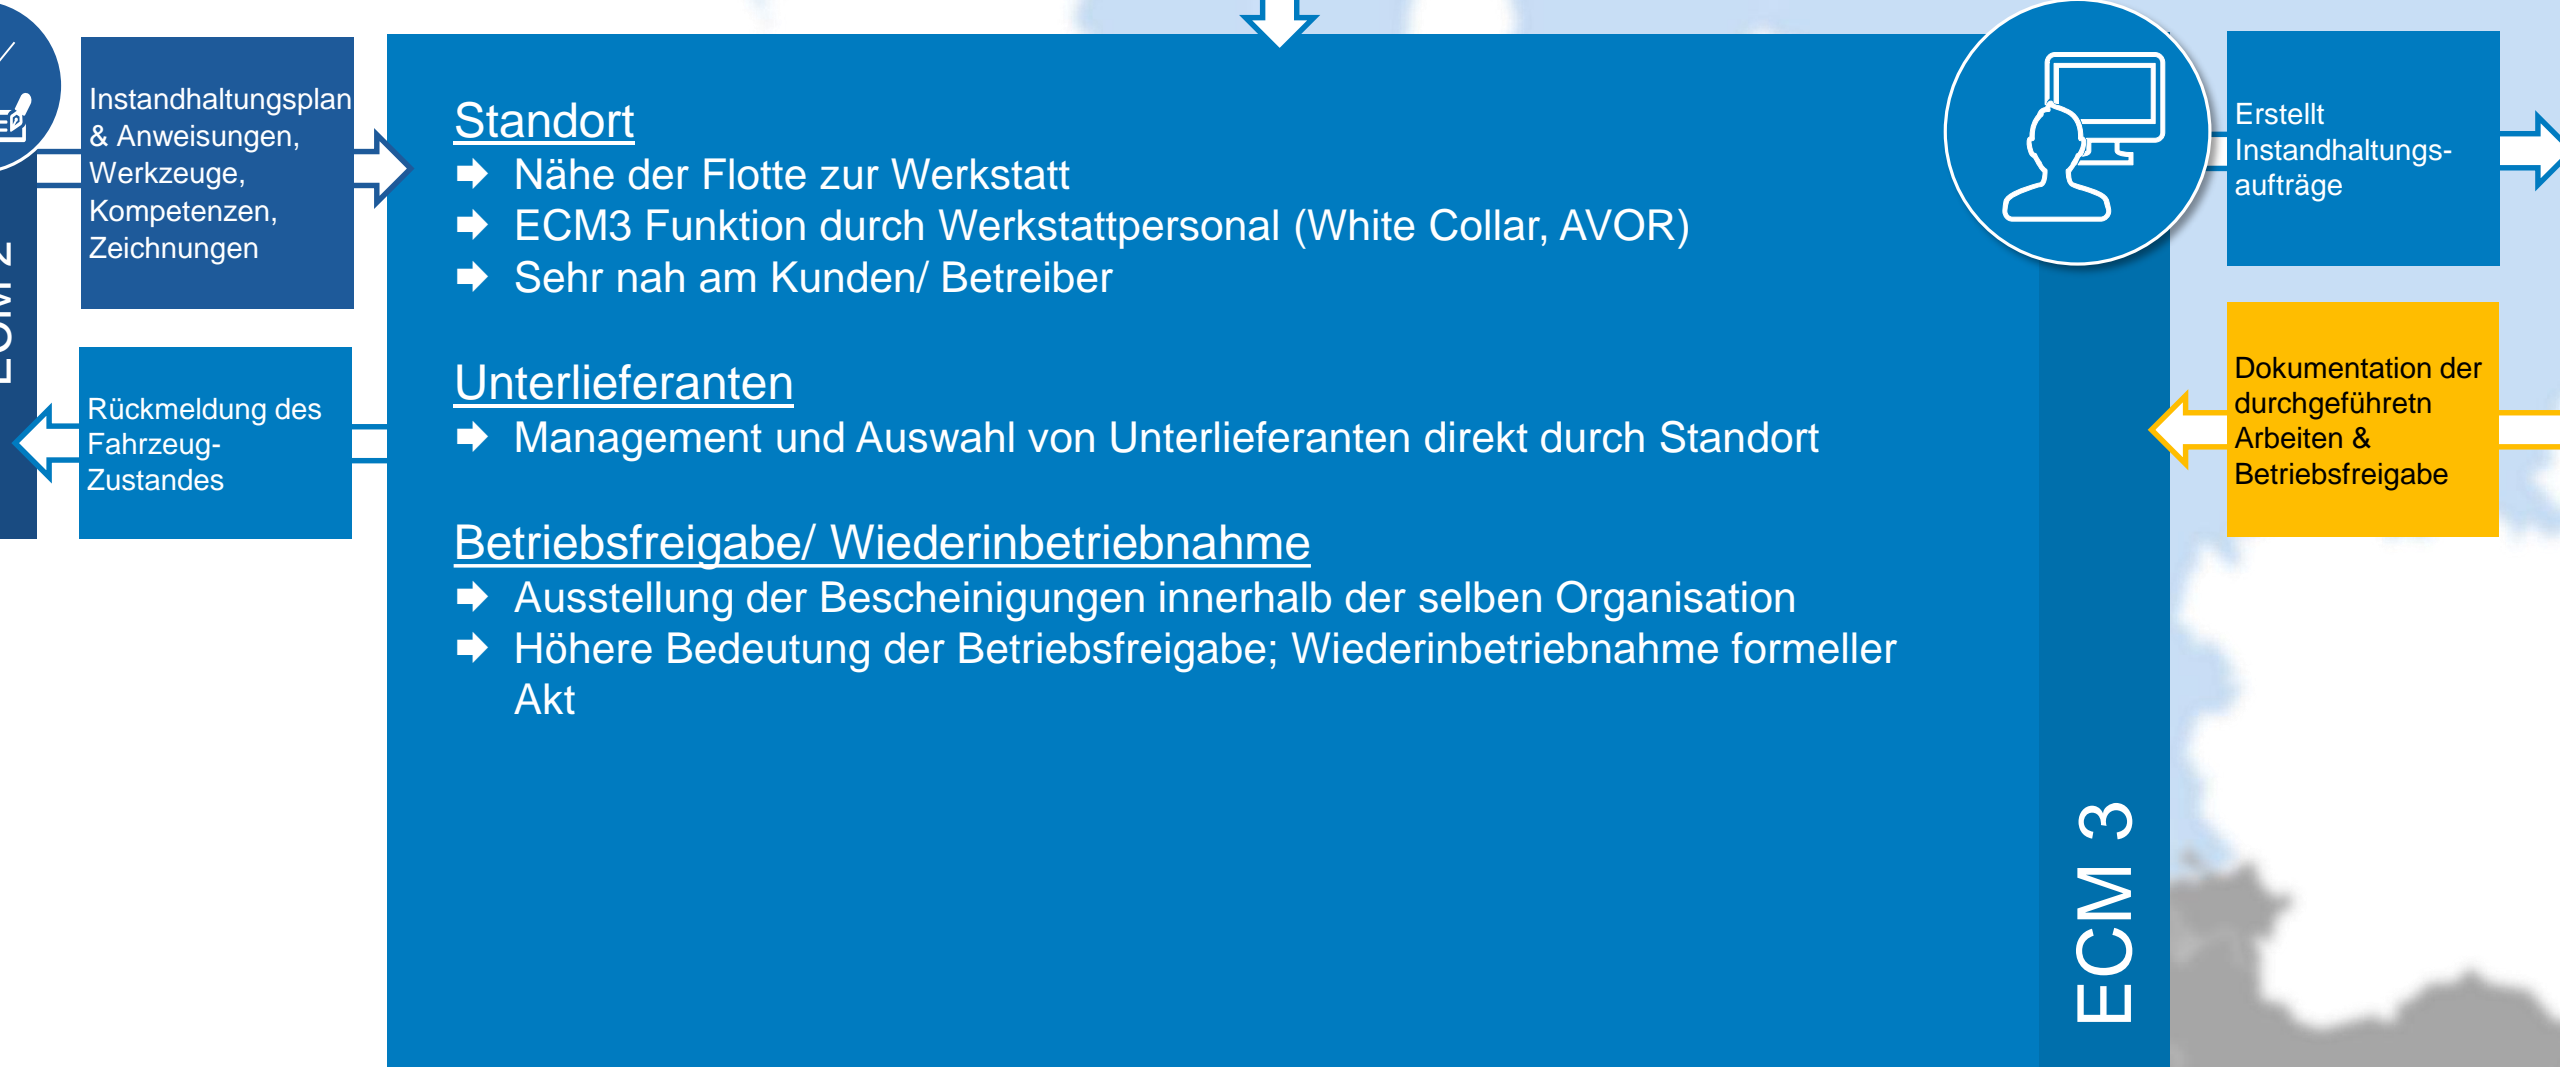 Instandhaltungsplan
& Anweisungen,
Werkzeuge,
Kompetenzen,
Zeichnungen
Rückmeldung des
Fahrzeug-
Zustandes
Standort
Nähe der Flotte zur Werkstatt
ECM3 Funktion durch Werkstattpersonal (White Collar, AVOR)
Sehr nah am Kunden/ Betreiber
Unterlieferanten
Management und Auswahl von Unterlieferanten direkt durch Standort
Betriebsfreigabe/ Wiederinbetriebnahme
Ausstellung der Bescheinigungen innerhalb der selben Organisation
Höhere Bedeutung der Betriebsfreigabe; Wiederinbetriebnahme formeller
Akt
ECM 3
Erstellt
Instandhaltungs-
aufträge
Dokumentation der
durchgeführetn
Arbeiten &
Betriebsfreigabe